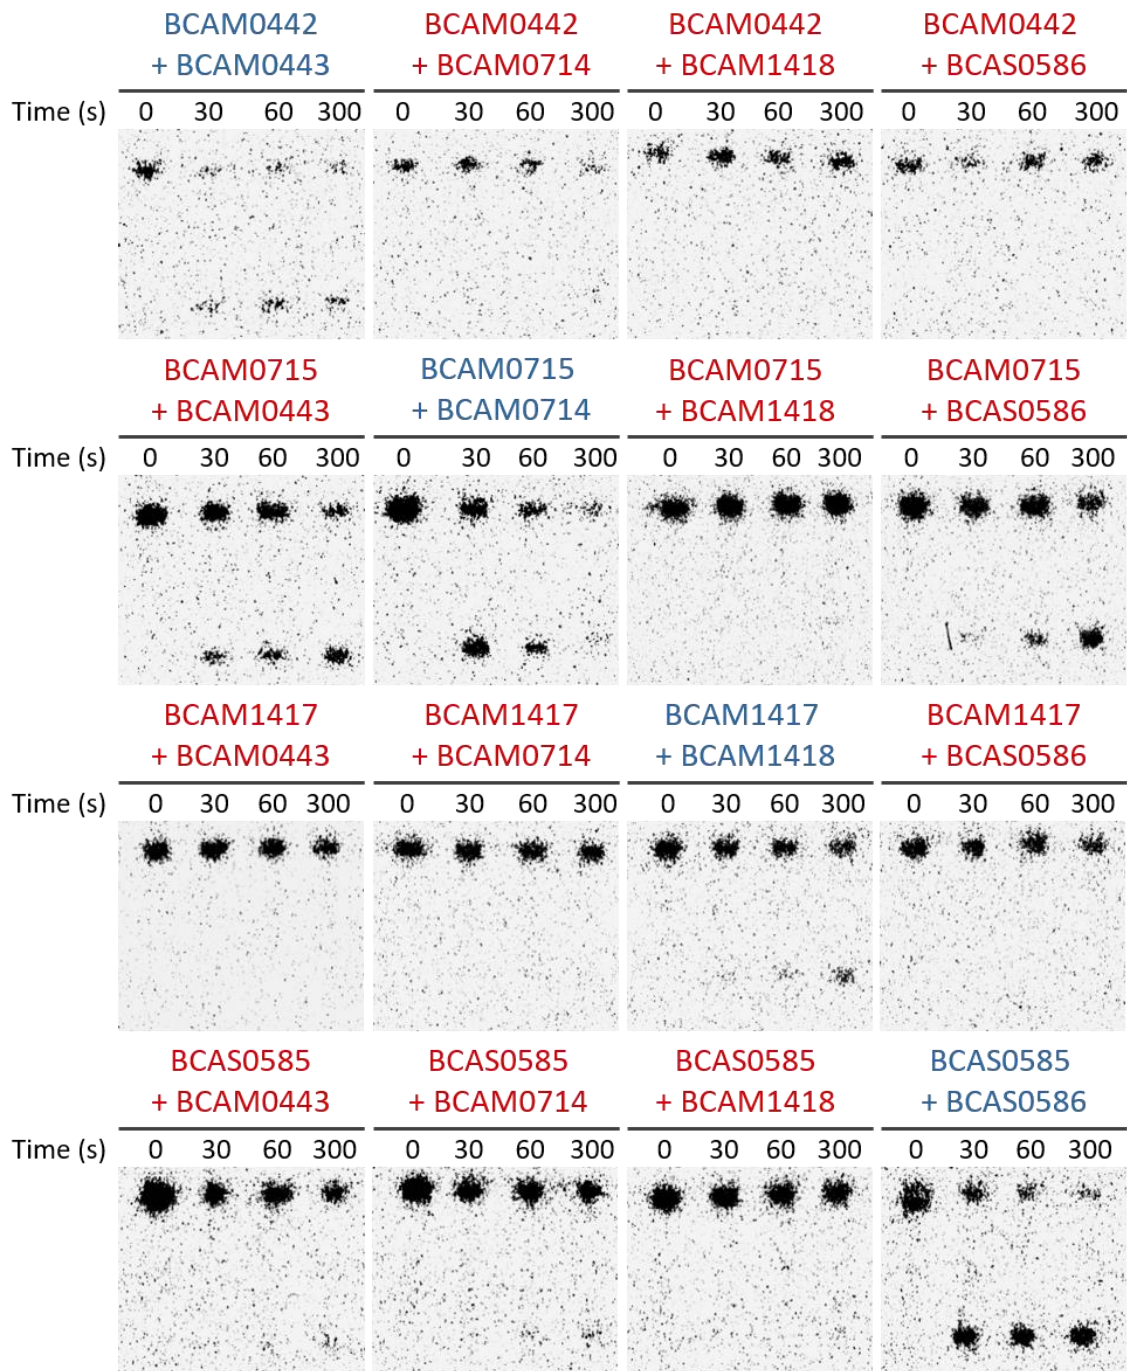 BCAM0442 BCAM0442 BCAM0442 BCAM0442
+ BCAM0443 + BCAM0714 + BCAM1418 + BCAS0586
Time (s) 0 30 60 300 0 30 60 300 0 30 60 300 0 30 60 300
BCAM0715 BCAM0715 BCAM0715 BCAM0715
+ BCAM0443 + BCAM0714 + BCAM1418 + BCAS0586
Time (s) 0 30 60 300 0 30 60 300 0 30 60 300 0 30 60 300
BCAM1417 BCAM1417 BCAM1417 BCAM1417
+ BCAM0443 + BCAM0714 + BCAM1418 + BCAS0586
Time (s) 0 30 60 300 0 30 60 300 0 30 60 300 0 30 60 300
BCAS0585 BCAS0585 BCAS0585 BCAS0585
+ BCAM0443 + BCAM0714 + BCAM1418 + BCAS0586
Time (s) 0 30 60 300 0 30 60 300 0 30 60 300 0 30 60 300